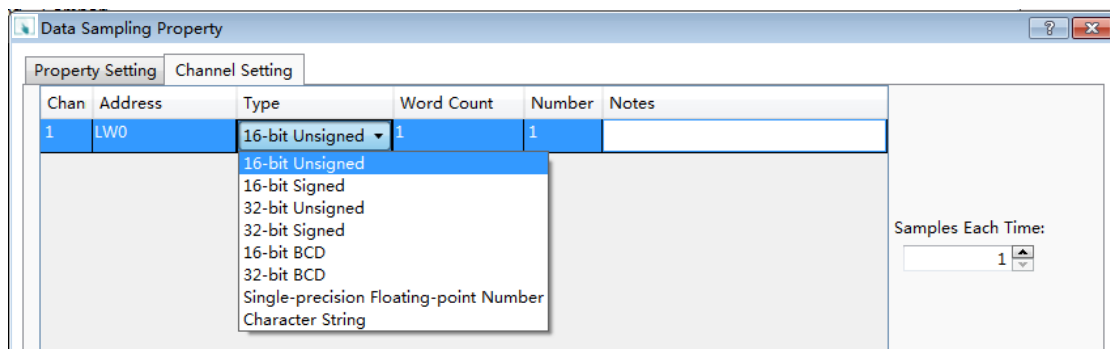 Data Sampling Property
Property Setting Channel Setting
Chan Address Type Word Count Number Notes
1 LW0 16-bit Unsigned 1 1
16-bit Unsigned
16-bit Signed
32-bit Unsigned
32-bit Signed
16-bit BCD
32-bit BCD
Single-precision Floating-point Number
Character String
Samples Each Time:
1